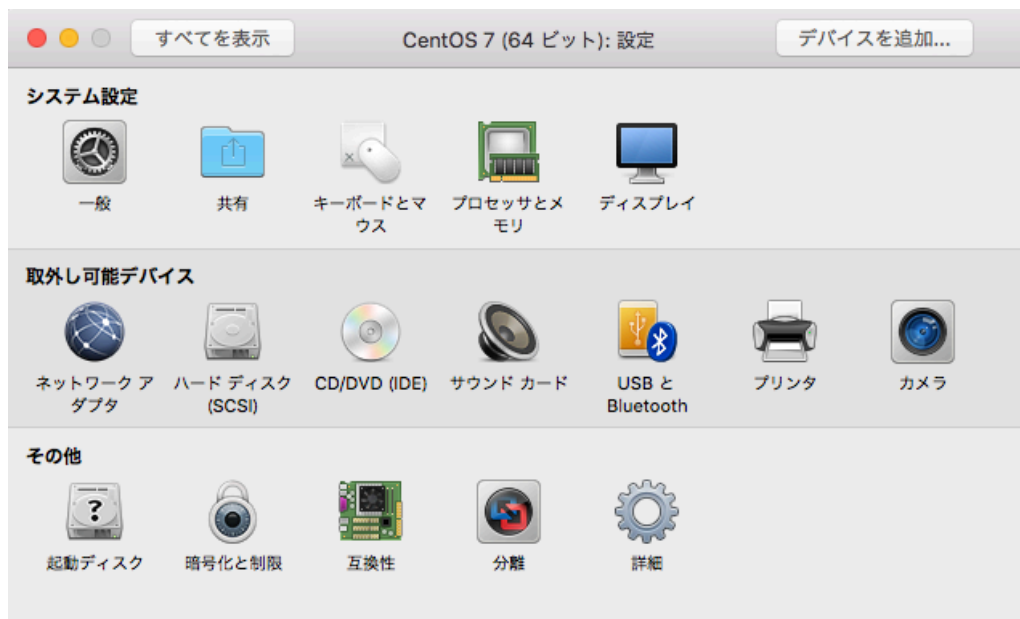 すべてを表示
CentOS 7 (64 ビット): 設定
デバイスを追加...
システム設定
一般
共有
キーボードとマ
ウス
プロセッサとメ
モリ
ディスプレイ
取外し可能デバイス
ネットワーク ア
ダプタ
ハード ディスク
(SCSI)
CD/DVD (IDE)
サウンド カード
USB と
Bluetooth
プリンタ
カメラ
その他
起動ディスク
暗号化と制限
互換性
分離
詳細